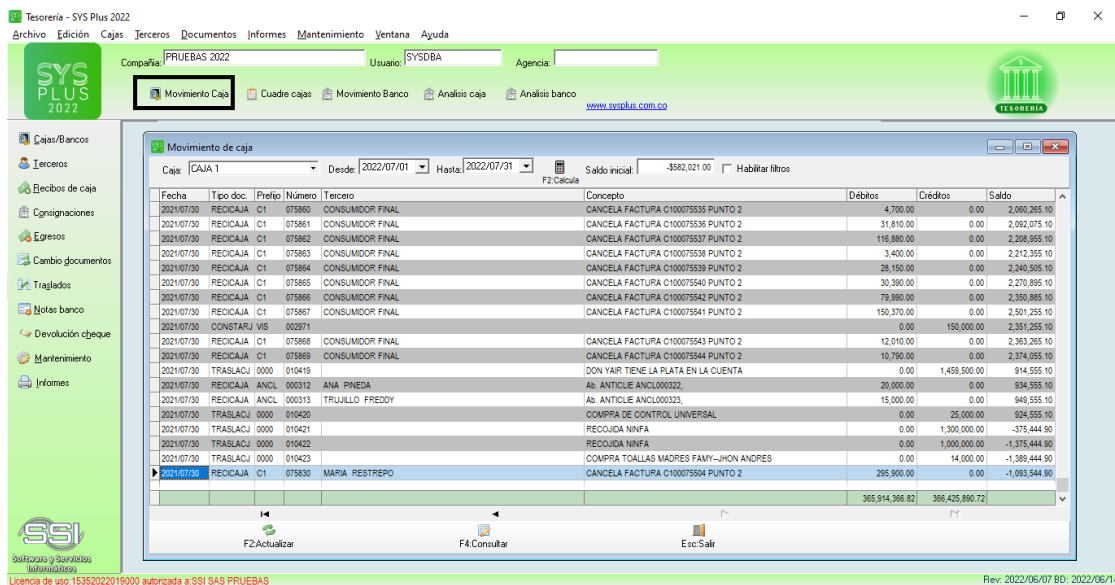 Tesorería - SYS Plus 2022
Archivo Edición Cajas Terceros Documentos Informes Mantenimiento Ventana Ayuda
SYS PLUS 2022
Compañia: PRUEBAS 2022 Usuario: SYSDBA Agencia:
Movimiento Caja Cuadre cajas Movimiento Banco Analisis caja Analisis banco www.sysplus.com.co
TESORERÍA
Cajas/Bancos
Terceros
Recibos de caja
Consignaciones
Egresos
Cambio documentos
Traslados
Notas banco
Devolución cheque
Mantenimiento
Informes
Movimiento de caja
Caja: CAJA 1 Desde: 2022/07/01 Hasta: 2022/07/31 F2:Calcula Saldo inicial: -$582,021.00 Habilitar filtros
Fecha Tipo doc. Prefijo Número Tercero Concepto Débitos Créditos Saldo
2021/07/30 RECICAJA C1 075860 CONSUMIDOR FINAL CANCELA FACTURA C100075535 PUNTO 2 4,700.00 0.00 2,060,265.10
2021/07/30 RECICAJA C1 075861 CONSUMIDOR FINAL CANCELA FACTURA C100075536 PUNTO 2 31,810.00 0.00 2,092,075.10
2021/07/30 RECICAJA C1 075862 CONSUMIDOR FINAL CANCELA FACTURA C100075537 PUNTO 2 116,880.00 0.00 2,208,955.10
2021/07/30 RECICAJA C1 075863 CONSUMIDOR FINAL CANCELA FACTURA C100075538 PUNTO 2 3,400.00 0.00 2,212,355.10
2021/07/30 RECICAJA C1 075864 CONSUMIDOR FINAL CANCELA FACTURA C100075539 PUNTO 2 28,150.00 0.00 2,240,505.10
2021/07/30 RECICAJA C1 075865 CONSUMIDOR FINAL CANCELA FACTURA C100075540 PUNTO 2 30,390.00 0.00 2,270,895.10
2021/07/30 RECICAJA C1 075866 CONSUMIDOR FINAL CANCELA FACTURA C100075542 PUNTO 2 79,990.00 0.00 2,350,885.10
2021/07/30 RECICAJA C1 075867 CONSUMIDOR FINAL CANCELA FACTURA C100075541 PUNTO 2 150,370.00 0.00 2,501,255.10
2021/07/30 CONSTARJ VIS 002971 0.00 150,000.00 2,351,255.10
2021/07/30 RECICAJA C1 075868 CONSUMIDOR FINAL CANCELA FACTURA C100075543 PUNTO 2 12,010.00 0.00 2,363,265.10
2021/07/30 RECICAJA C1 075869 CONSUMIDOR FINAL CANCELA FACTURA C100075544 PUNTO 2 10,790.00 0.00 2,374,055.10
2021/07/30 TRASLACJ 0000 010419 DON YAIR TIENE LA PLATA EN LA CUENTA 0.00 1,459,500.00 914,555.10
2021/07/30 RECICAJA ANCL 000312 ANA PINEDA Ab. ANTICLIE ANCL000322, 20,000.00 0.00 934,555.10
2021/07/30 RECICAJA ANCL 000313 TRUJILLO FREDDY Ab. ANTICLIE ANCL000323, 15,000.00 0.00 949,555.10
2021/07/30 TRASLACJ 0000 010420 COMPRA DE CONTROL UNIVERSAL 0.00 25,000.00 924,555.10
2021/07/30 TRASLACJ 0000 010421 RECOJIDA NINFA 0.00 1,300,000.00 -375,444.90
2021/07/30 TRASLACJ 0000 010422 RECOJIDA NINFA 0.00 1,000,000.00 -1,375,444.90
2021/07/30 TRASLACJ 0000 010423 COMPRA TOALLAS MADRES FAMY--JHON ANDRES 0.00 14,000.00 -1,389,444.90
2021/07/30 RECICAJA C1 075830 MARIA RESTREPO CANCELA FACTURA C100075504 PUNTO 2 295,900.00 0.00 -1,093,544.90
365,914,366.82 366,425,890.72
F2:Actualizar F4:Consultar Esc:Salir
SSI
Software y Servicios
Informáticos
Licencia de uso:15352022019000 autorizada a:SSI SAS PRUEBAS Rev: 2022/06/07 BD: 2022/06/1